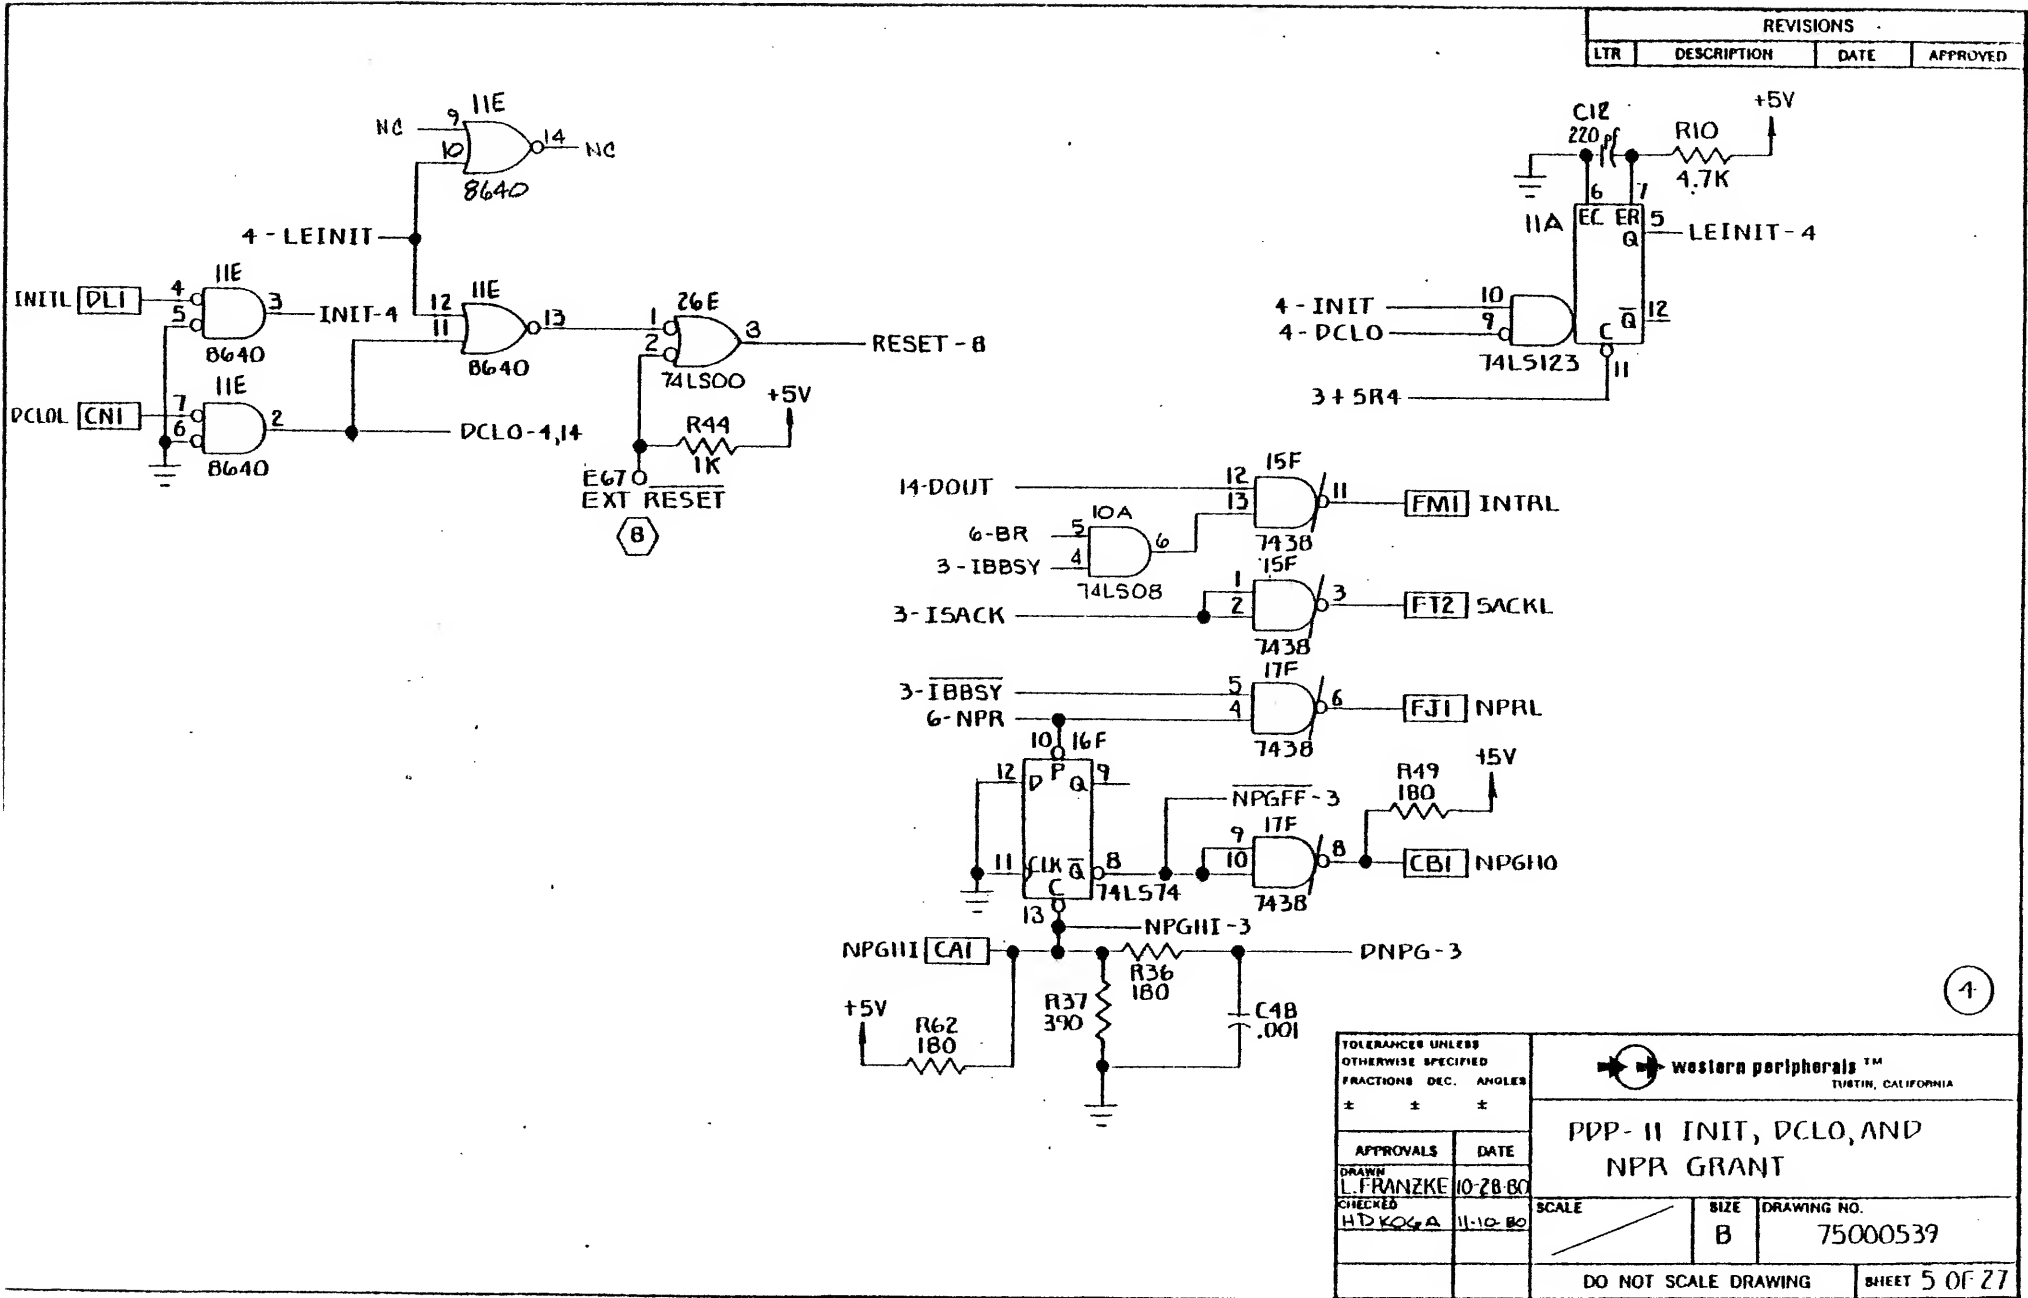 REVISIONS
LTR DESCRIPTION DATE APPROVED
11E
NC 9 14 NC
10
8640
4-LEINIT
11E
INITL DL1 4 3 INIT-4
5
8640
11E
12 13
11
8640
26E
1 3 RESET-8
2
74LS00
11E
DCLOL CN1 7 2 DCLO-4,14
6
8640
+5V
R44
1K
E67
EXT RESET
8
C12
220 pf
+5V
R10
4.7K
6 7
11A EC ER 5
Q LEINIT-4
4-INIT 10
4-DCLO 9
Q 12
C
74LS123 11
3+5R4
15F
14-DOUT 12 11 FM1 INTRL
13
7438
10A
6-BR 5 6
3-IBBSY 4
74LS08
15F
1 3 FT2 SACKL
3-ISACK 2
7438
17F
3-IBBSY 5 6 FJ1 NPRL
6-NPR 4
7438
10 16F
12 D P Q 9
11 CLK Q 8
C
74LS74
13
NPGFF-3
17F
9 8 CB1 NPGHO
10
7438
R49
180
+5V
NPGHI-3
NPGHI CA1 DNPG-3
R36
180
R37
390
C48
.001
+5V
R62
180
4
TOLERANCES UNLESS
OTHERWISE SPECIFIED
FRACTIONS DEC. ANGLES
± ± ±
western peripherals TM
TUSTIN, CALIFORNIA
PDP-11 INIT, DCLO, AND
NPR GRANT
APPROVALS DATE
DRAWN
L. FRANZKE 10-28-80
CHECKED
HD KOGA 11-10-80
SCALE SIZE DRAWING NO.
B 75000539
DO NOT SCALE DRAWING SHEET 5 OF 27